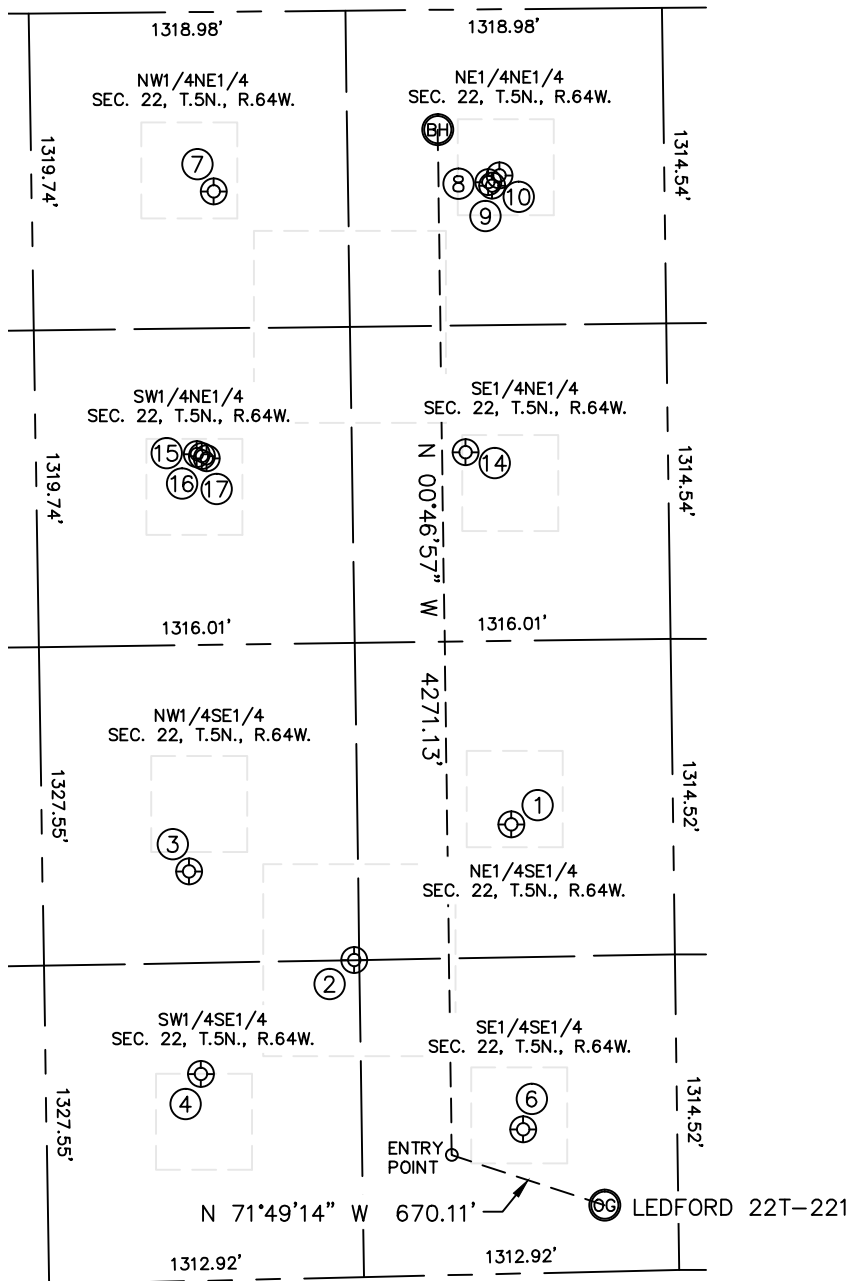 1318.98' 1318.98'
NW1/4NE1/4
SEC. 22, T.5N., R.64W.
NE1/4NE1/4
SEC. 22, T.5N., R.64W.
BH
1319.74'
7
8
9
10
1314.54'
SW1/4NE1/4
SEC. 22, T.5N., R.64W.
SE1/4NE1/4
SEC. 22, T.5N., R.64W.
1319.74'
15
16
17
14
N 00°46'57" W 4271.13'
1314.54'
1316.01' 1316.01'
NW1/4SE1/4
SEC. 22, T.5N., R.64W.
1327.55'
3
1
1314.52'
NE1/4SE1/4
SEC. 22, T.5N., R.64W.
2
SW1/4SE1/4
SEC. 22, T.5N., R.64W.
SE1/4SE1/4
SEC. 22, T.5N., R.64W.
1327.55'
4
6
1314.52'
ENTRY
POINT
N 71°49'14" W 670.11'
OG LEDFORD 22T-221
1312.92' 1312.92'